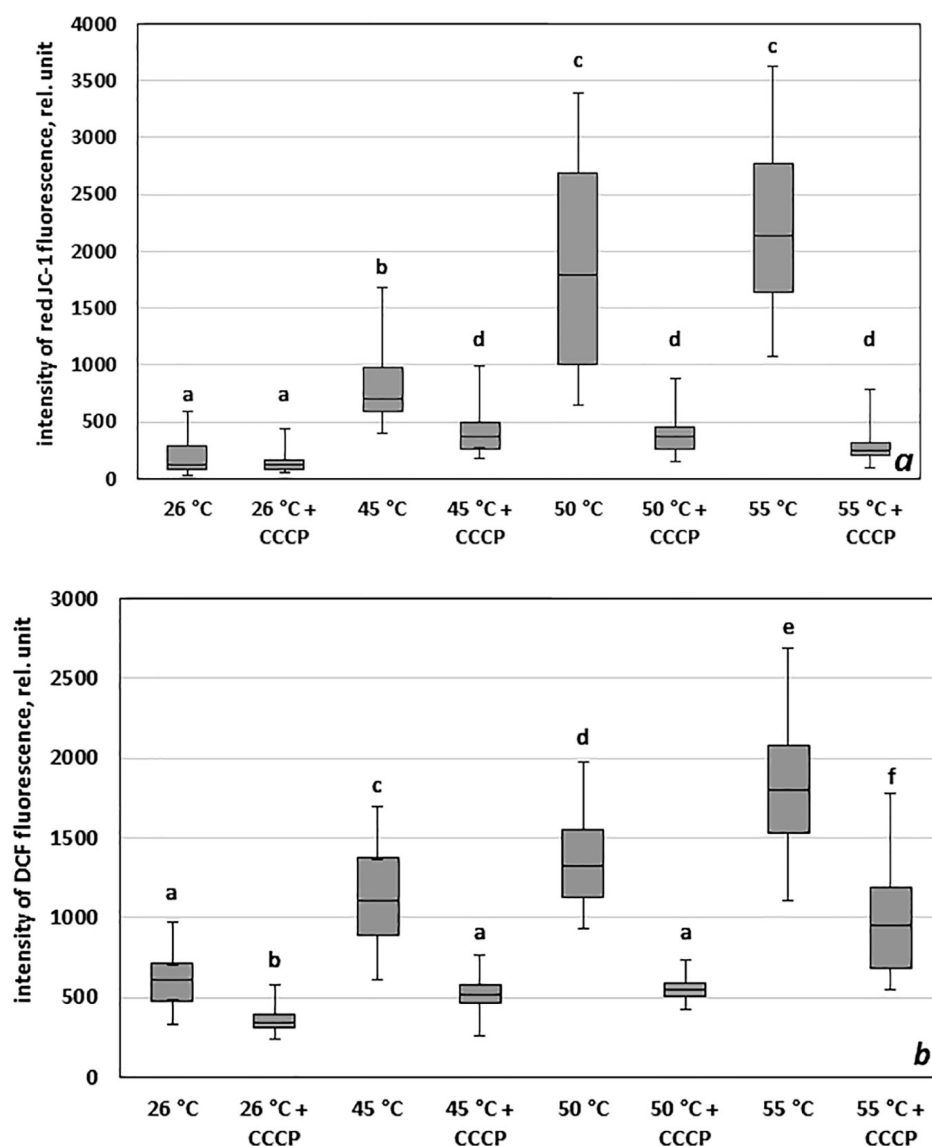 intensity of red JC-1 fluorescence, rel. unit
4000
3500
3000
2500
2000
1500
1000
500
0
a
a
b
d
c
d
c
d
a
26 °C
26 °C +
CCCP
45 °C
45 °C +
CCCP
50 °C
50 °C +
CCCP
55 °C
55 °C +
CCCP
intensity of DCF fluorescence, rel. unit
3000
2500
2000
1500
1000
500
0
a
b
c
a
d
a
e
f
b
26 °C
26 °C +
CCCP
45 °C
45 °C +
CCCP
50 °C
50 °C +
CCCP
55 °C
55 °C +
CCCP